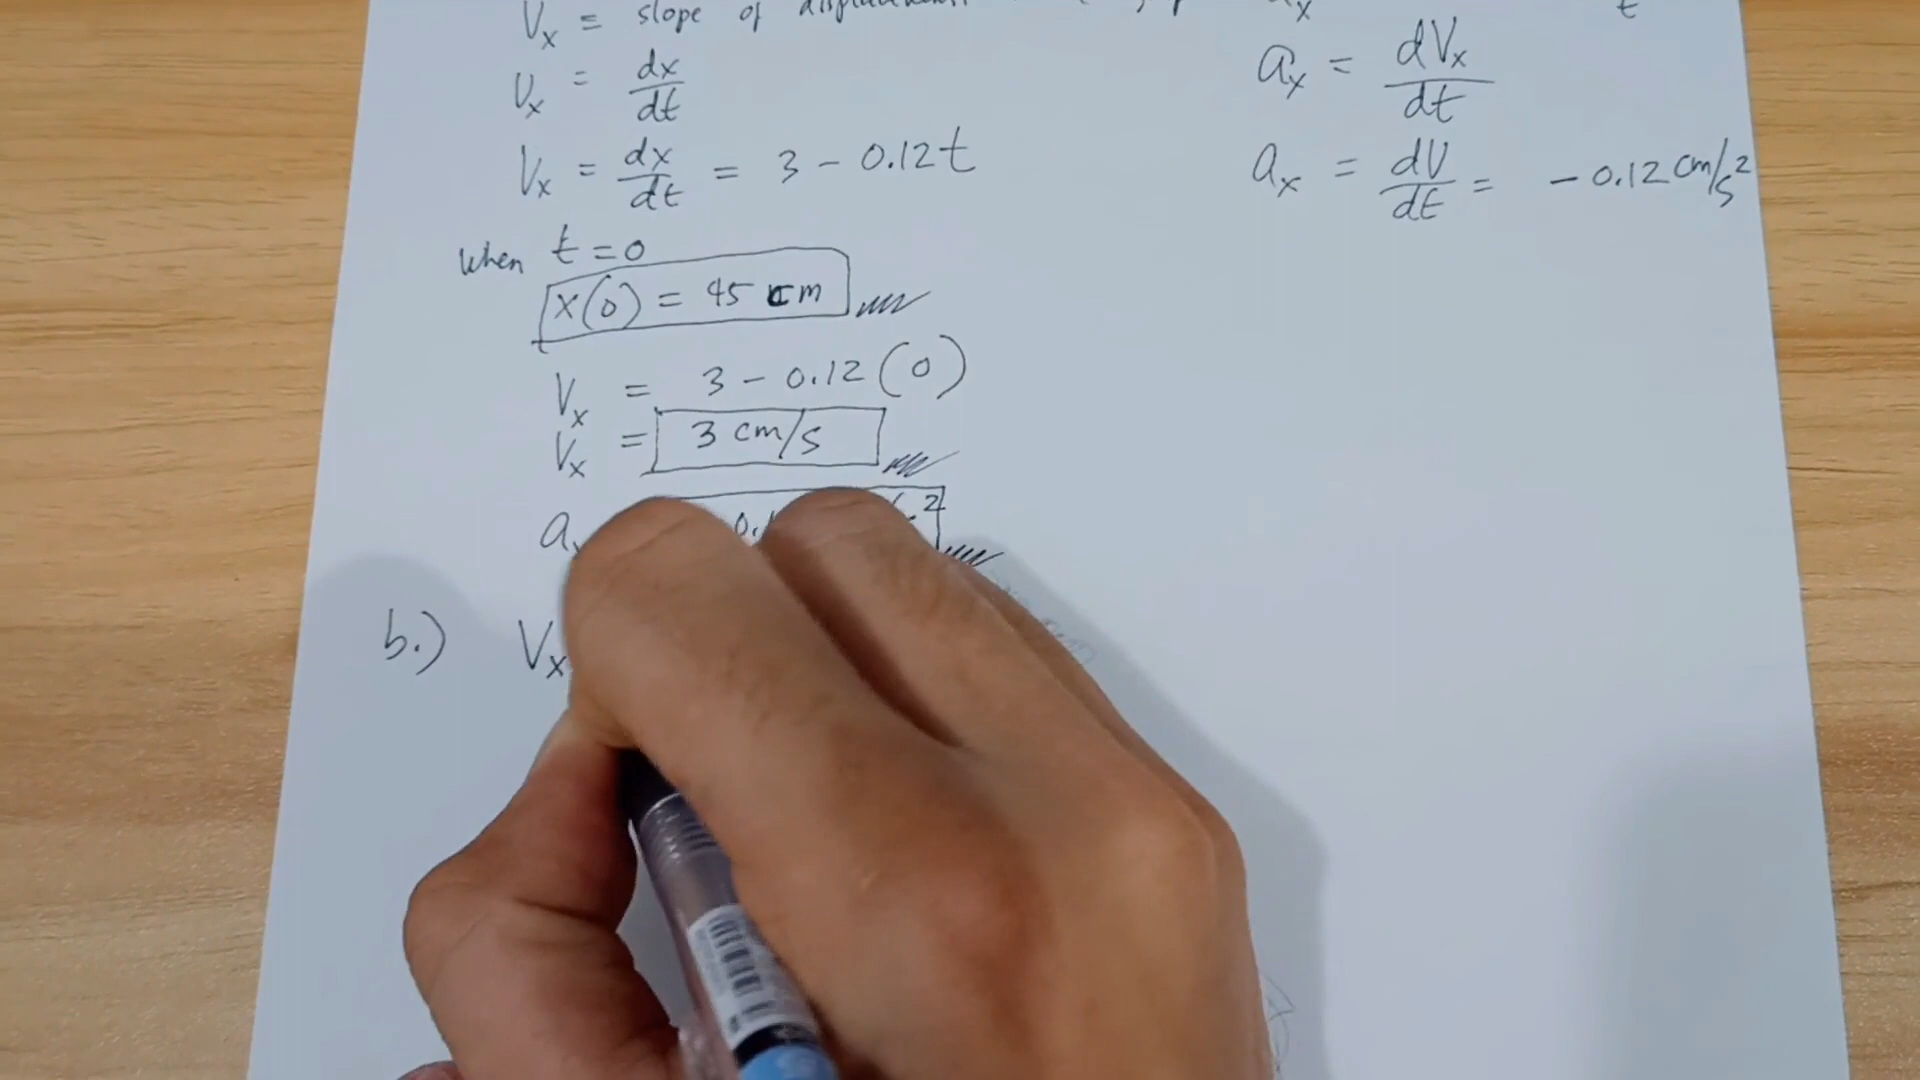 Vx = slope of
Vx = dx/dt
Vx = dx/dt = 3 - 0.12t
When t = 0
x(0) = 45 cm
Vx = 3 - 0.12(0)
Vx = 3 cm/s
b.) Vx
ax = dVx/dt
ax = dV/dt = - 0.12 cm/s²